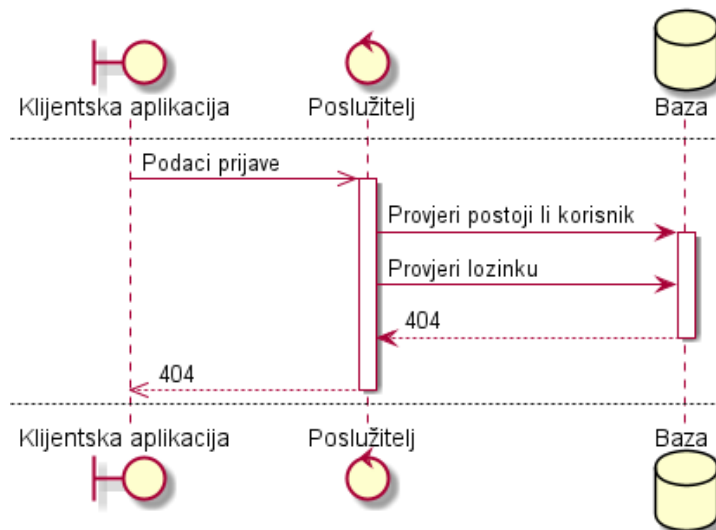 Klijentska aplikacija
Poslužitelj
Baza
Podaci prijave
Provjeri postoji li korisnik
Provjeri lozinku
404
404
Klijentska aplikacija
Poslužitelj
Baza